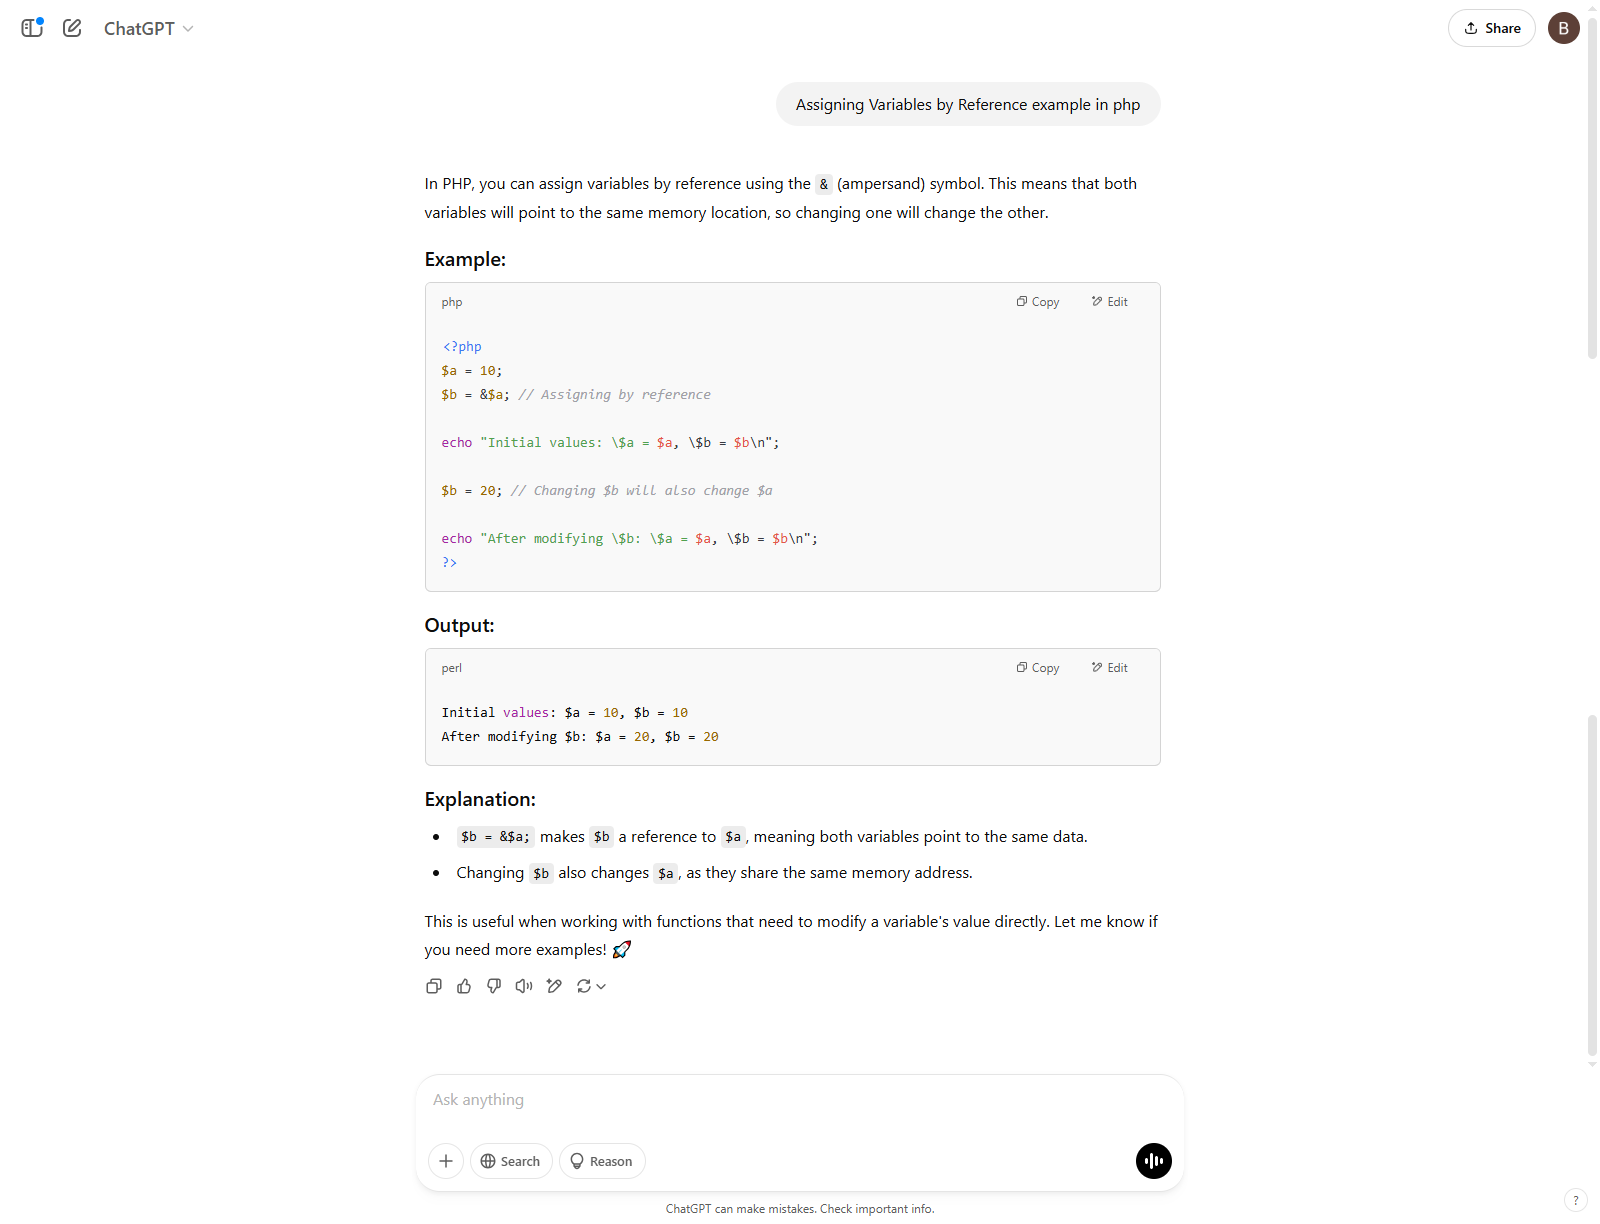 ChatGPT
Share
B
Assigning Variables by Reference example in php
In PHP, you can assign variables by reference using the & (ampersand) symbol. This means that both
variables will point to the same memory location, so changing one will change the other.
Example:
php
Copy
Edit
<?php
$a = 10;
$b = &$a; // Assigning by reference
echo "Initial values: \$a = $a, \$b = $b\n";
$b = 20; // Changing $b will also change $a
echo "After modifying \$b: \$a = $a, \$b = $b\n";
?>
Output:
perl
Copy
Edit
Initial values: $a = 10, $b = 10
After modifying $b: $a = 20, $b = 20
Explanation:
• $b = &$a; makes $b a reference to $a, meaning both variables point to the same data.
• Changing $b also changes $a, as they share the same memory address.
This is useful when working with functions that need to modify a variable's value directly. Let me know if
you need more examples! 🚀
Ask anything
Search
Reason
ChatGPT can make mistakes. Check important info.
?